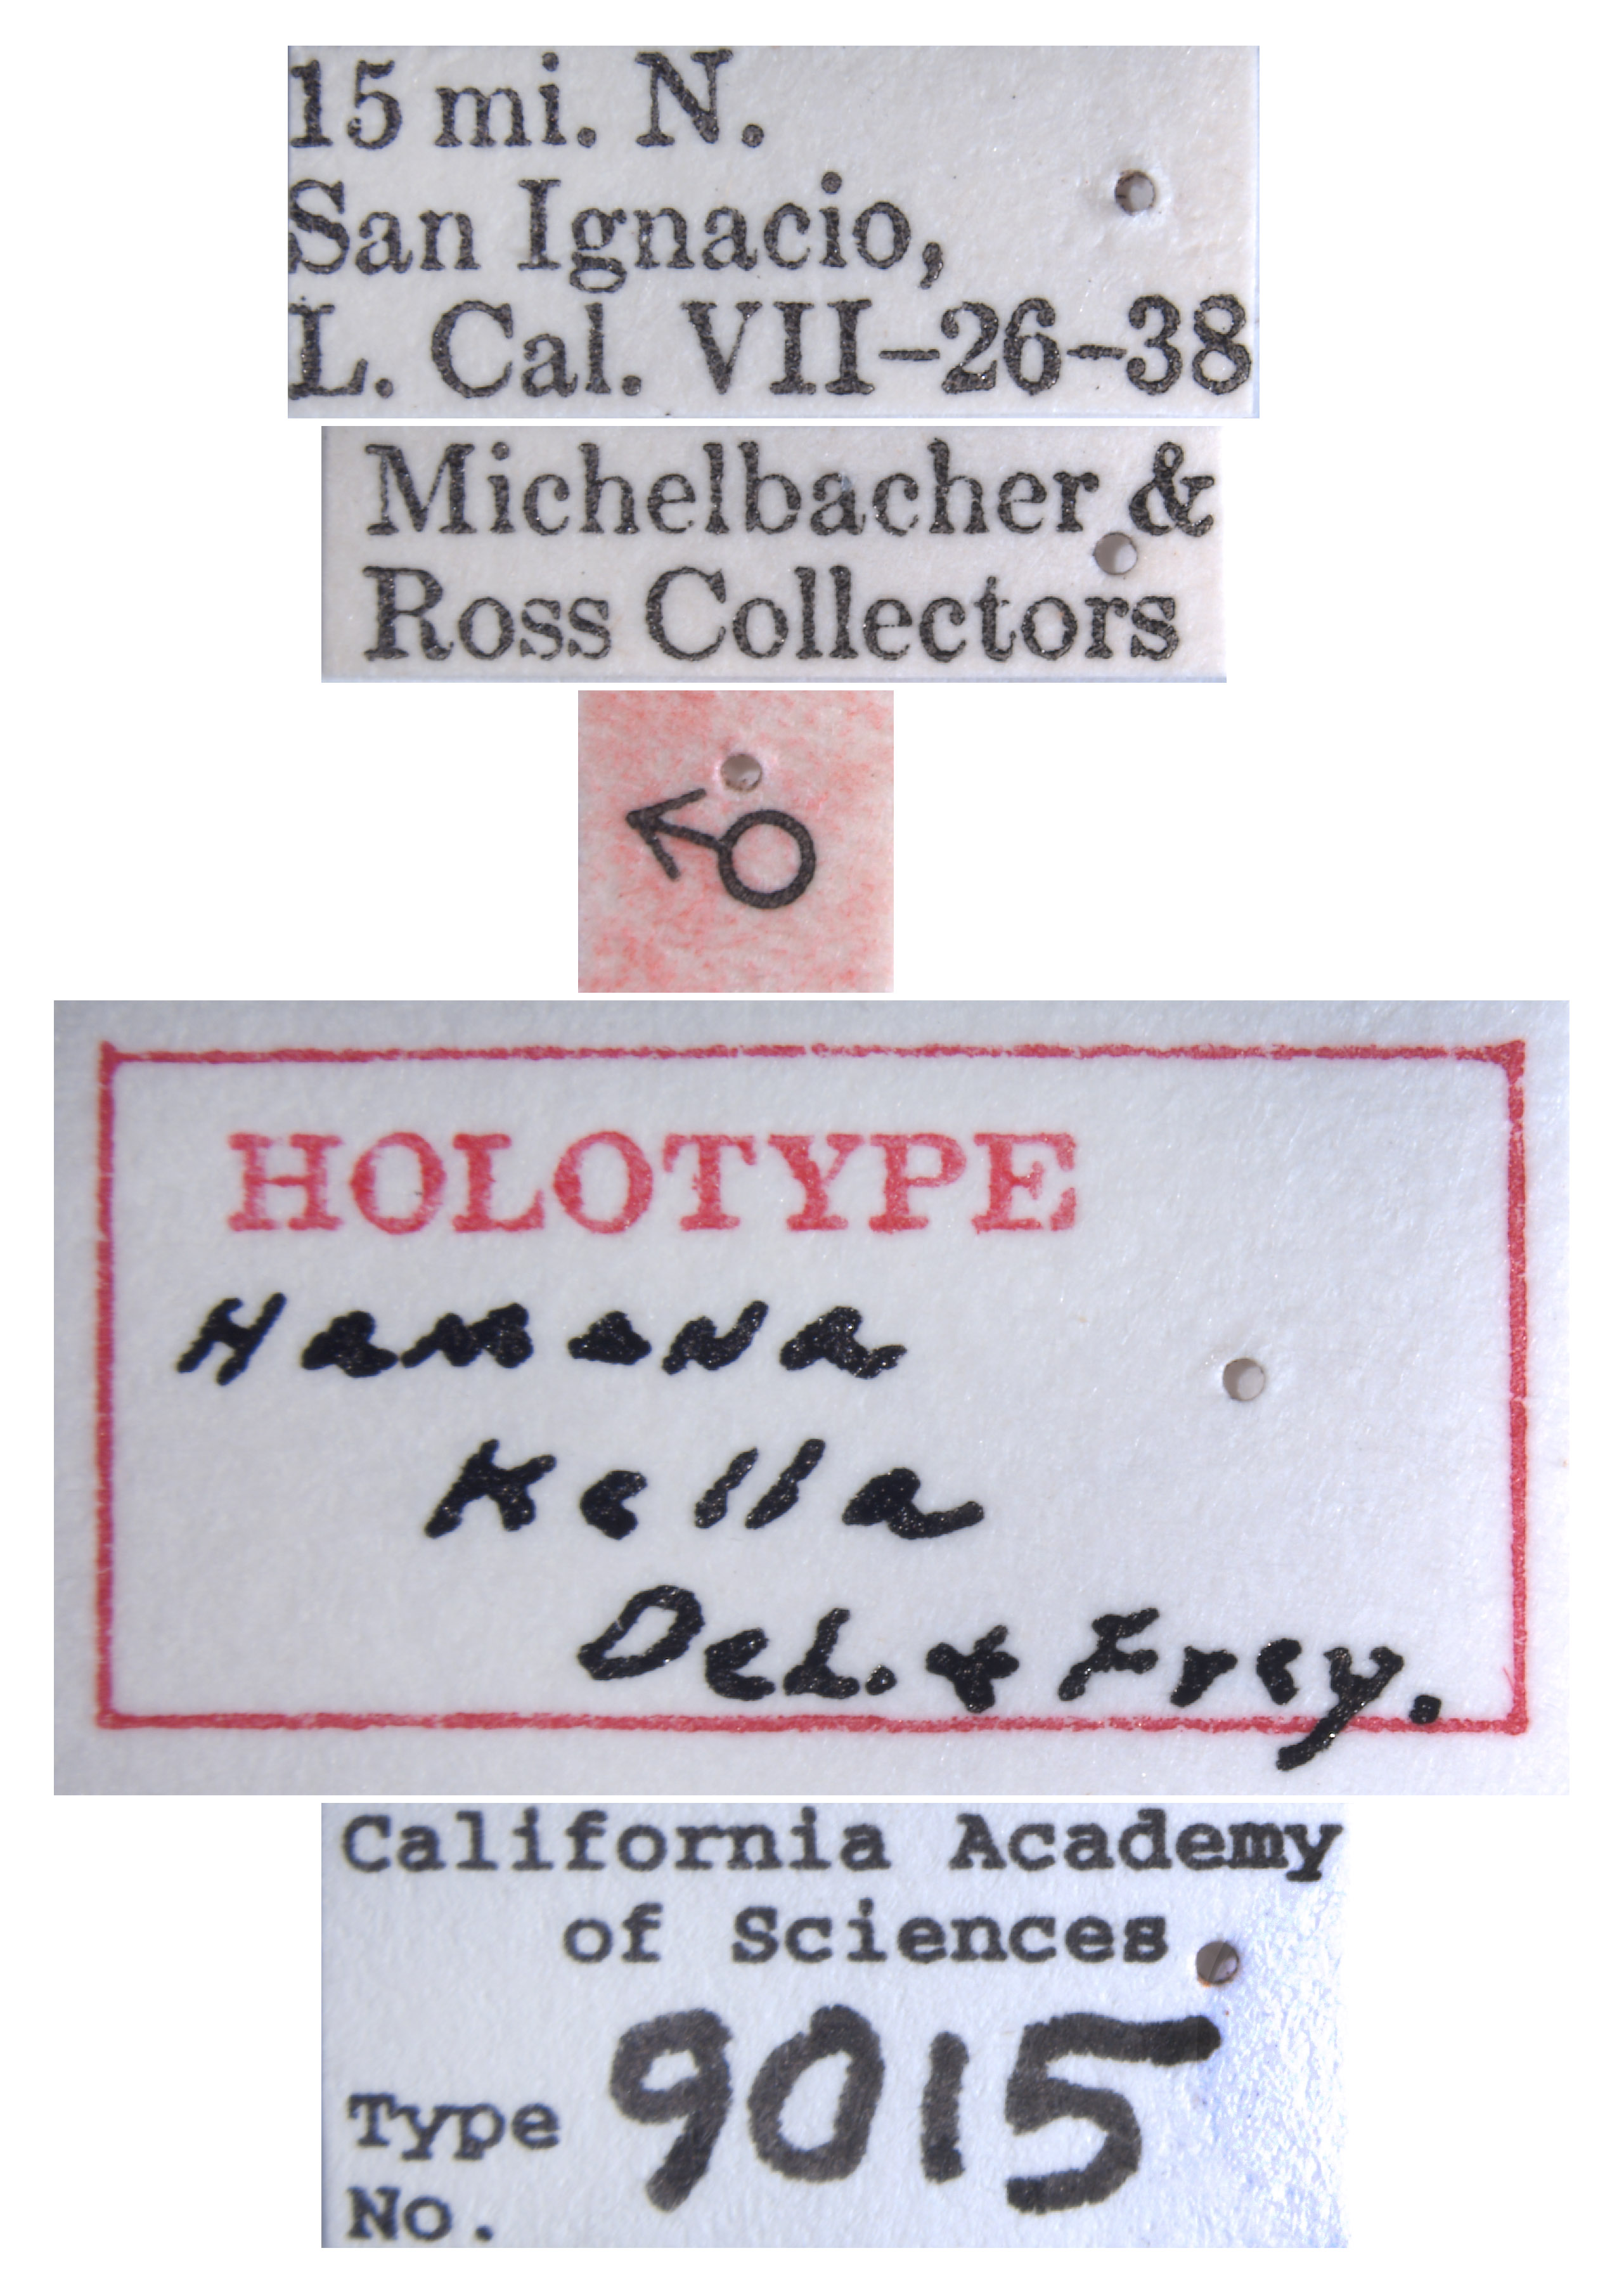 15 mi. N.
San Ignacio,
L. Cal. VII–26–38
Michelbacher &
Ross Collectors
♂
HOLOTYPE
Hamana
Kella
DeL. & Frey.
California Academy
of Sciences
Type 9015
No.